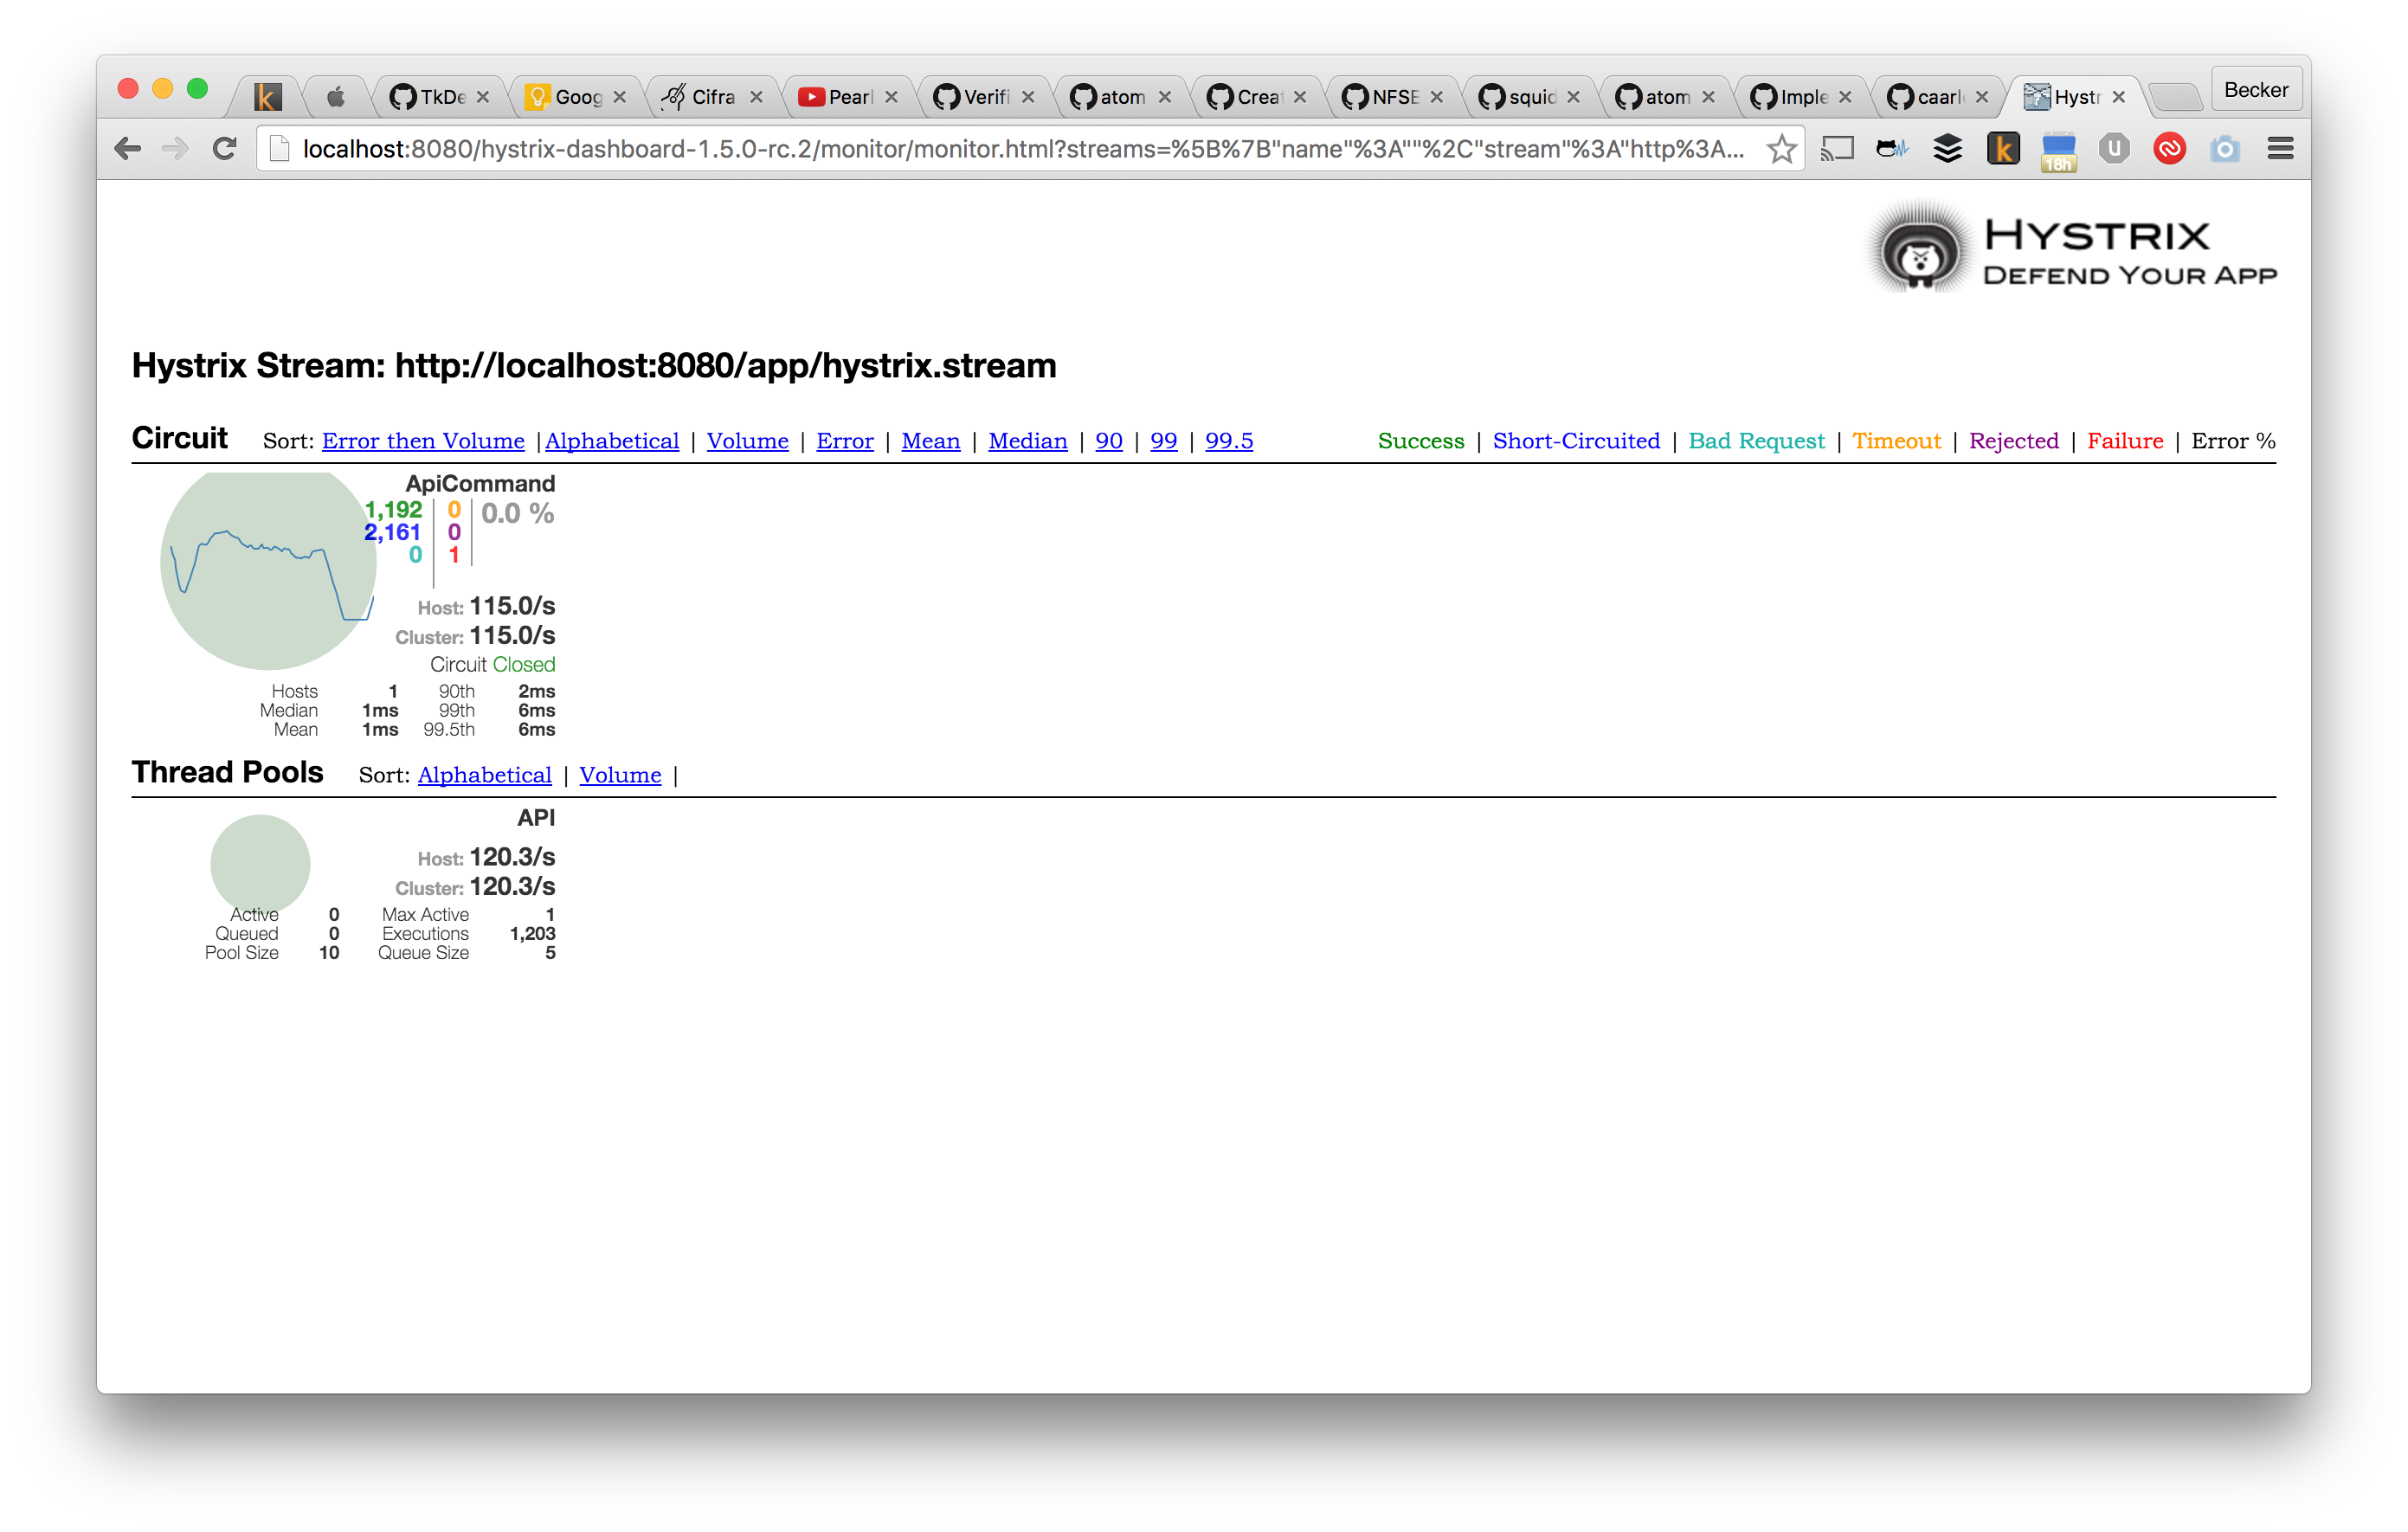 TkDe Goog Cifra Pearl Verifi atom Creat NFSE squid atom Imple caarl Hystr Becker
localhost:8080/hystrix-dashboard-1.5.0-rc.2/monitor/monitor.html?streams=%5B%7B"name"%3A""%2C"stream"%3A"http%3A...
18h
HYSTRIX
DEFEND YOUR APP
Hystrix Stream: http://localhost:8080/app/hystrix.stream
Circuit Sort: Error then Volume | Alphabetical | Volume | Error | Mean | Median | 90 | 99 | 99.5 Success | Short-Circuited | Bad Request | Timeout | Rejected | Failure | Error %
ApiCommand
1,192 0 0.0 %
2,161 0
0 1
Host: 115.0/s
Cluster: 115.0/s
Circuit Closed
Hosts 1 90th 2ms
Median 1ms 99th 6ms
Mean 1ms 99.5th 6ms
Thread Pools Sort: Alphabetical | Volume |
API
Host: 120.3/s
Cluster: 120.3/s
Active 0 Max Active 1
Queued 0 Executions 1,203
Pool Size 10 Queue Size 5